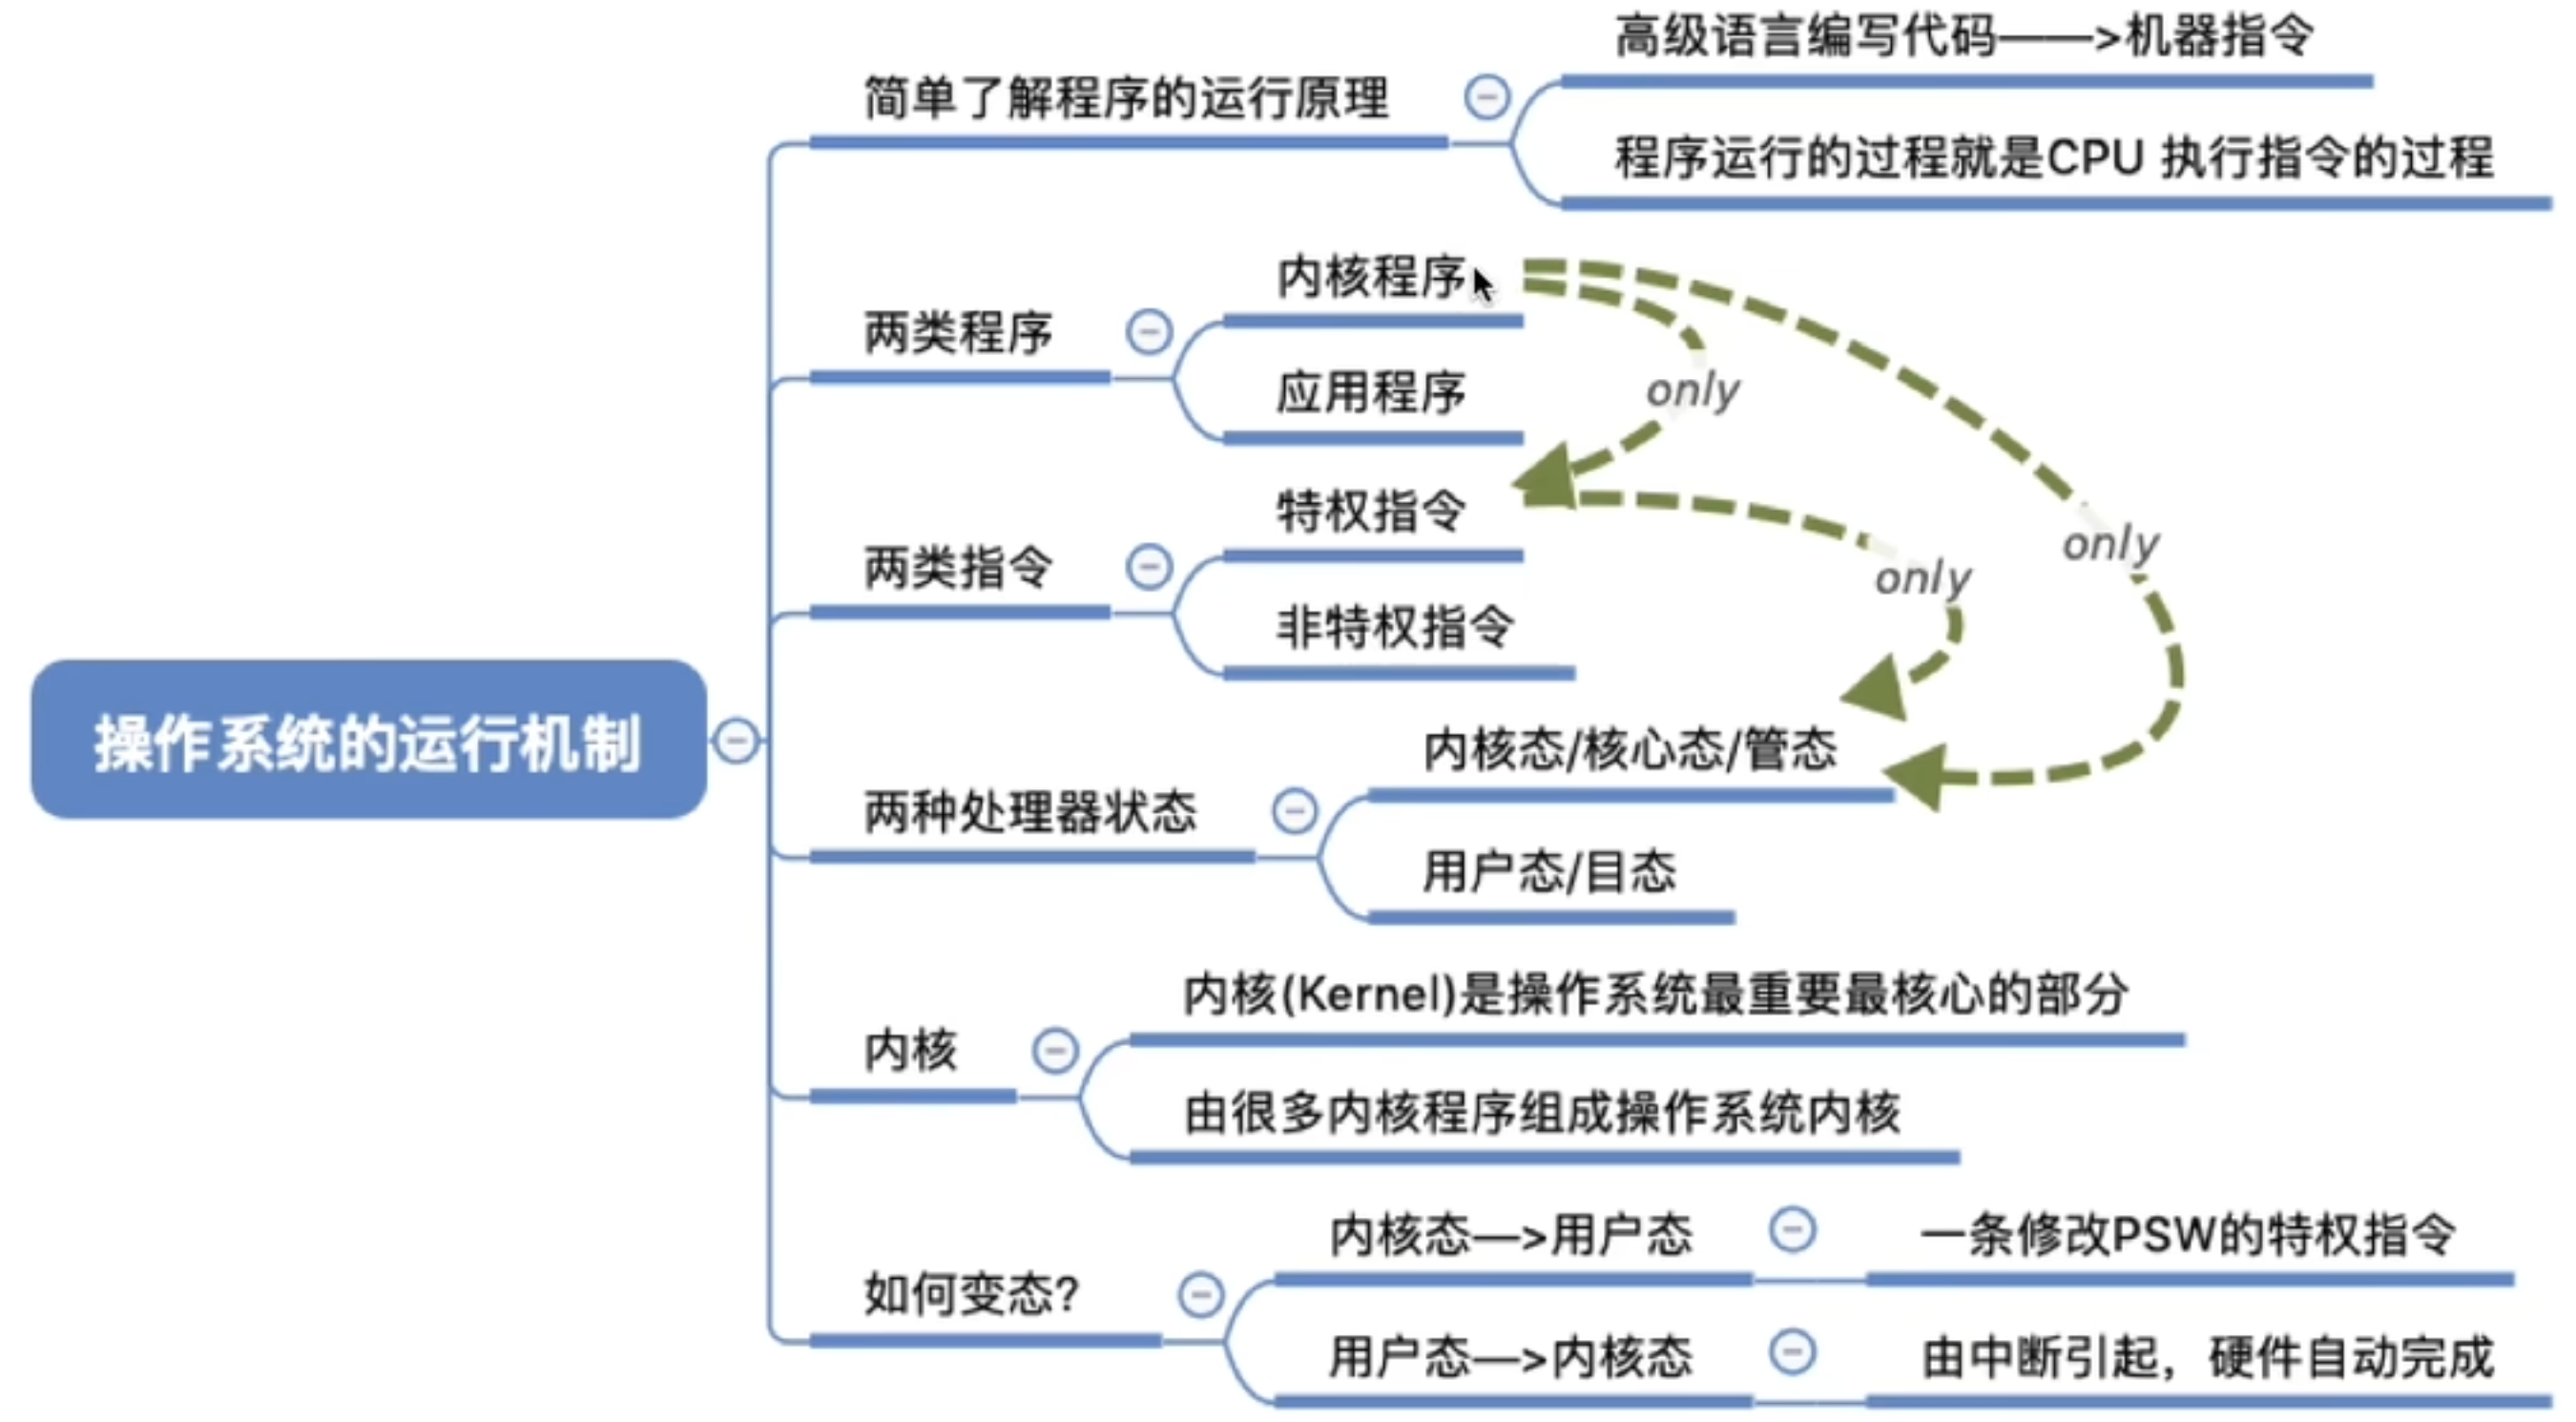 高级语言编写代码——>机器指令
简单了解程序的运行原理
程序运行的过程就是CPU 执行指令的过程
内核程序
两类程序
应用程序
only
特权指令
两类指令
only
only
非特权指令
操作系统的运行机制
内核态/核心态/管态
两种处理器状态
用户态/目态
内核(Kernel)是操作系统最重要最核心的部分
内核
由很多内核程序组成操作系统内核
内核态—>用户态
一条修改PSW的特权指令
如何变态?
用户态—>内核态
由中断引起，硬件自动完成